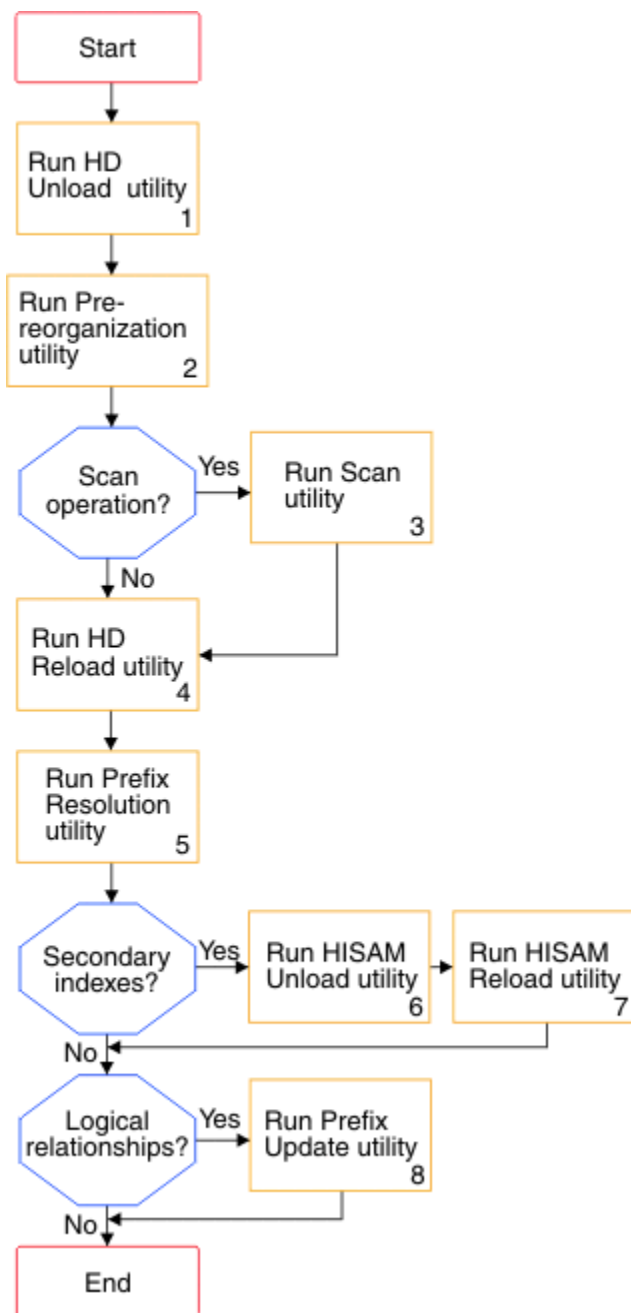 Start
Run HD
Unload utility
1
Run Pre-
reorganization
utility
2
Scan
operation?
Yes
Run Scan
utility
3
No
Run HD
Reload utility
4
Run Prefix
Resolution
utility
5
Secondary
indexes?
Yes
Run HISAM
Unload utility
6
Run HISAM
Reload utility
7
No
Logical
relationships?
Yes
Run Prefix
Update utility
8
No
End